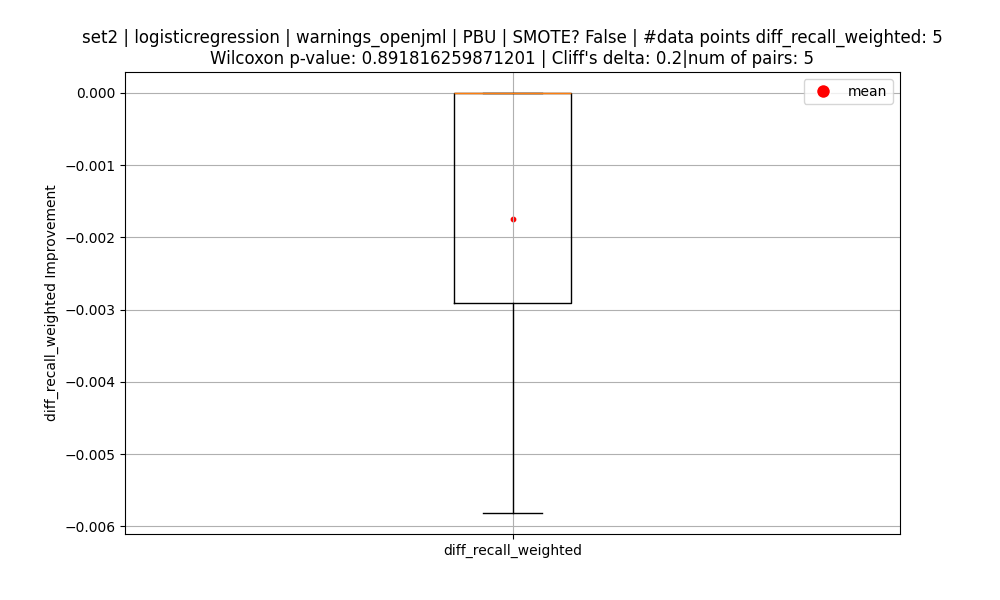 set2 | logisticregression | warnings_openjml | PBU | SMOTE? False | #data points diff_recall_weighted: 5
Wilcoxon p-value: 0.891816259871201 | Cliff's delta: 0.2|num of pairs: 5
mean
0.000
−0.001
−0.002
−0.003
−0.004
−0.005
−0.006
diff_recall_weighted Improvement
diff_recall_weighted